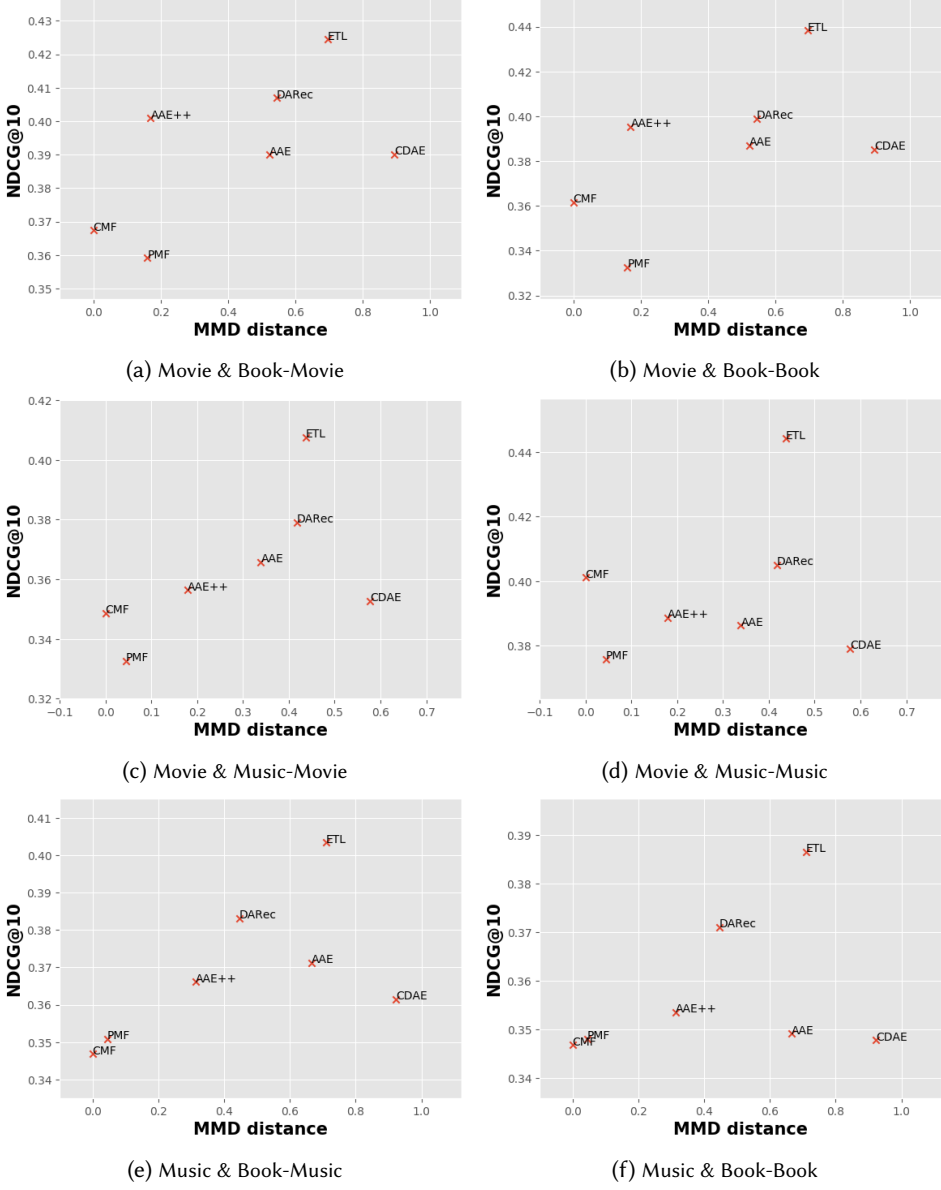 0.43
0.42
0.41
0.40
0.39
0.38
0.37
0.36
0.35
NDCG@10
ETL
DARec
AAE++
AAE
CDAE
CMF
PMF
0.0 0.2 0.4 0.6 0.8 1.0
MMD distance
(a) Movie & Book-Movie
0.44
0.42
0.40
0.38
0.36
0.34
0.32
NDCG@10
ETL
DARec
AAE++
AAE
CDAE
CMF
PMF
0.0 0.2 0.4 0.6 0.8 1.0
MMD distance
(b) Movie & Book-Book
0.42
0.40
0.38
0.36
0.34
0.32
NDCG@10
ETL
DARec
AAE
AAE++
CDAE
CMF
PMF
−0.1 0.0 0.1 0.2 0.3 0.4 0.5 0.6 0.7
MMD distance
(c) Movie & Music-Movie
0.44
0.42
0.40
0.38
NDCG@10
ETL
DARec
CMF
AAE++
AAE
CDAE
PMF
−0.1 0.0 0.1 0.2 0.3 0.4 0.5 0.6 0.7
MMD distance
(d) Movie & Music-Music
0.41
0.40
0.39
0.38
0.37
0.36
0.35
0.34
NDCG@10
ETL
DARec
AAE
AAE++
CDAE
PMF
CMF
0.0 0.2 0.4 0.6 0.8 1.0
MMD distance
(e) Music & Book-Music
0.39
0.38
0.37
0.36
0.35
0.34
NDCG@10
ETL
DARec
AAE++
AAE
CDAE
PMF
CMF
0.0 0.2 0.4 0.6 0.8 1.0
MMD distance
(f) Music & Book-Book